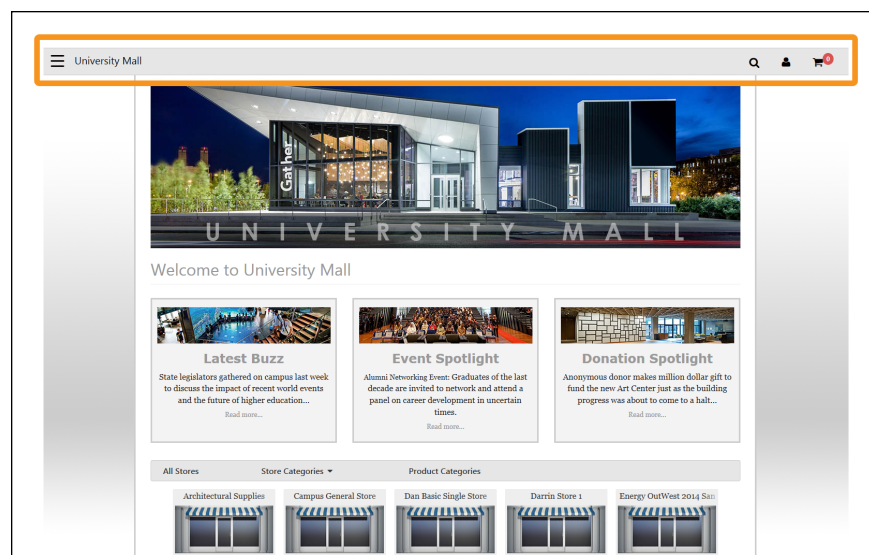 University Mall
0
Gather
UNIVERSITY MALL
Welcome to University Mall
Latest Buzz
State legislators gathered on campus last week
to discuss the impact of recent world events
and the future of higher education...
Read more...
Event Spotlight
Alumni Networking Event: Graduates of the last
decade are invited to network and attend a
panel on career development in uncertain
times.
Read more...
Donation Spotlight
Anonymous donor makes million dollar gift to
fund the new Art Center just as the building
progress was about to come to a halt...
Read more...
All Stores Store Categories Product Categories
Architectural Supplies Campus General Store Dan Basic Single Store Darrin Store 1 Energy OutWest 2014 San